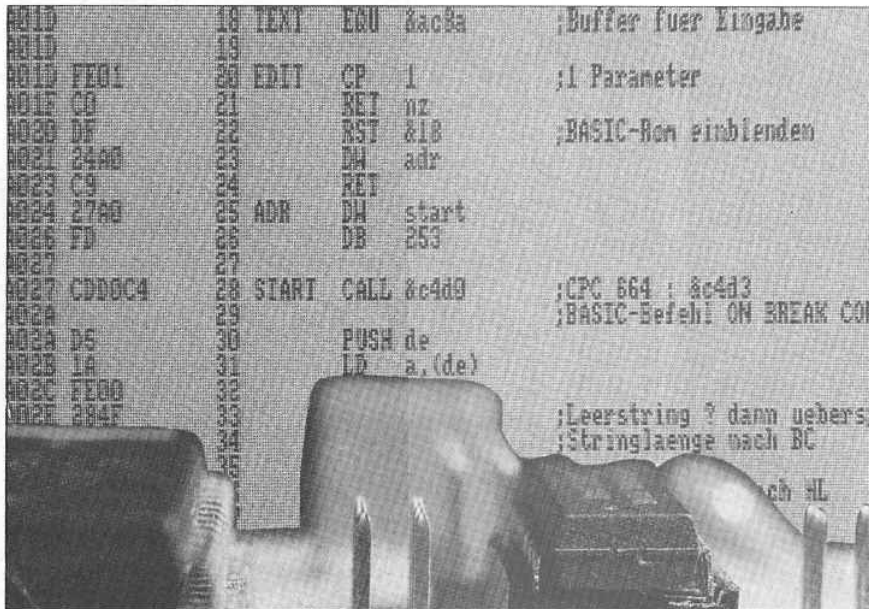 A01D 18 TEXT EQU &ac8a ;Buffer fuer Eingabe
A01D 19
A01D FE01 20 EDIT CP 1 ;1 Parameter
A01F C0 21 RET nz
A020 DF 22 RST &18 ;BASIC-Rom einblenden
A021 24A0 23 DW adr
A023 C9 24 RET
A024 27A0 25 ADR DW start
A026 FD 26 DB 253
A027 27
A027 CDD0C4 28 START CALL &c4d0 ;CPC 664 : &c4d3
A02A 29 ;BASIC-Befehl ON BREAK CON
A02A D5 30 PUSH de
A02B 1A 31 LD a,(de)
A02C FE00 32
A02E 284F 33 ;Leerstring ? dann uebers
34 ;Stringlaenge nach BC
ch HL